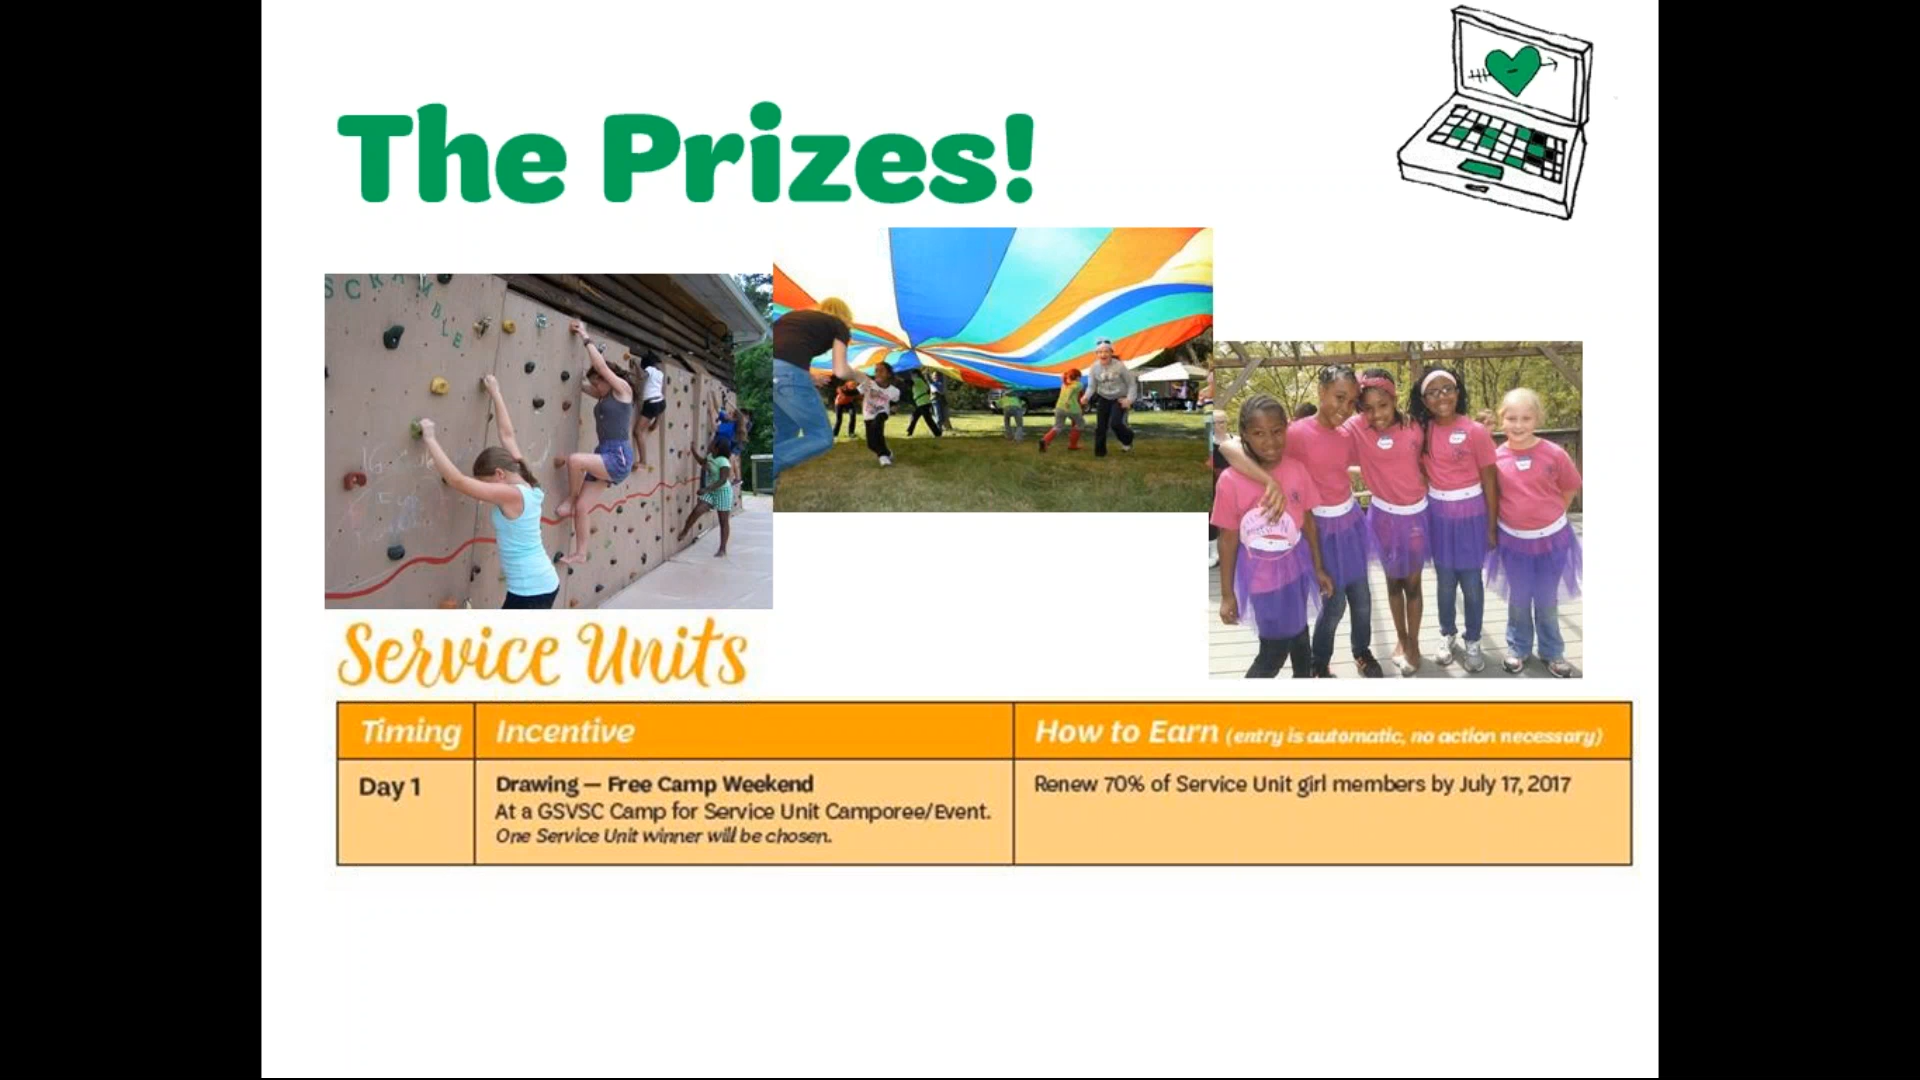 The Prizes!
SCRAMBLE
Service Units
Timing
Incentive
How to Earn (entry is automatic, no action necessary)
Day 1
Drawing — Free Camp Weekend
At a GSVSC Camp for Service Unit Camporee/Event.
One Service Unit winner will be chosen.
Renew 70% of Service Unit girl members by July 17, 2017